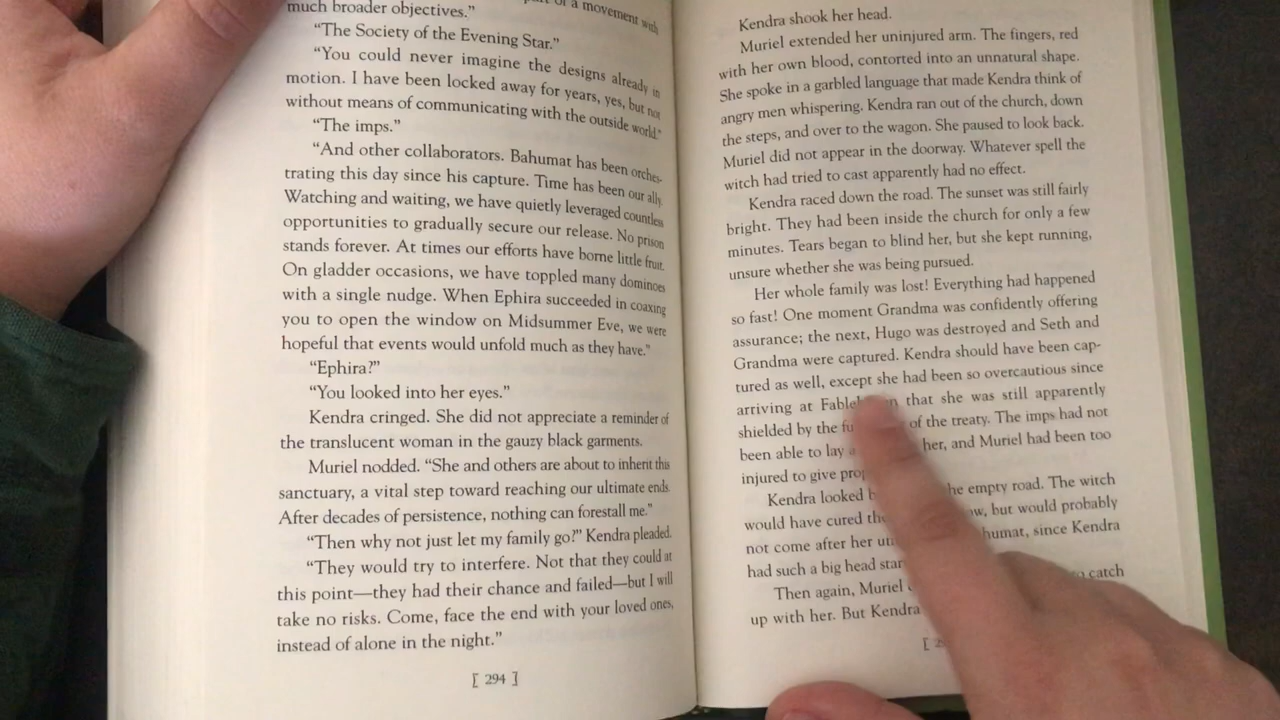 part of a movement with
much broader objectives.”
“The Society of the Evening Star.”
“You could never imagine the designs already in
motion. I have been locked away for years, yes, but not
without means of communicating with the outside world.”
“The imps.”
“And other collaborators. Bahumat has been orches-
trating this day since his capture. Time has been our ally.
Watching and waiting, we have quietly leveraged countless
opportunities to gradually secure our release. No prison
stands forever. At times our efforts have borne little fruit.
On gladder occasions, we have toppled many dominoes
with a single nudge. When Ephira succeeded in coaxing
you to open the window on Midsummer Eve, we were
hopeful that events would unfold much as they have.”
“Ephira?”
“You looked into her eyes.”
Kendra cringed. She did not appreciate a reminder of
the translucent woman in the gauzy black garments.
Muriel nodded. “She and others are about to inherit this
sanctuary, a vital step toward reaching our ultimate ends.
After decades of persistence, nothing can forestall me.”
“Then why not just let my family go?” Kendra pleaded.
“They would try to interfere. Not that they could at
this point—they had their chance and failed—but I will
take no risks. Come, face the end with your loved ones,
instead of alone in the night.”
[ 294 ]
Kendra shook her head.
Muriel extended her uninjured arm. The fingers, red
with her own blood, contorted into an unnatural shape.
She spoke in a garbled language that made Kendra think of
angry men whispering. Kendra ran out of the church, down
the steps, and over to the wagon. She paused to look back.
Muriel did not appear in the doorway. Whatever spell the
witch had tried to cast apparently had no effect.
Kendra raced down the road. The sunset was still fairly
bright. They had been inside the church for only a few
minutes. Tears began to blind her, but she kept running,
unsure whether she was being pursued.
Her whole family was lost! Everything had happened
so fast! One moment Grandma was confidently offering
assurance; the next, Hugo was destroyed and Seth and
Grandma were captured. Kendra should have been cap-
tured as well, except she had been so overcautious since
arriving at that she was still apparently
shielded by the of the treaty. The imps had not
been able to lay her, and Muriel had been too
injured to give
Kendra looked the empty road. The witch
would have cured but would probably
not come after her since Kendra
had such a big head
Then again, Muriel to catch
up with her. But Kendra